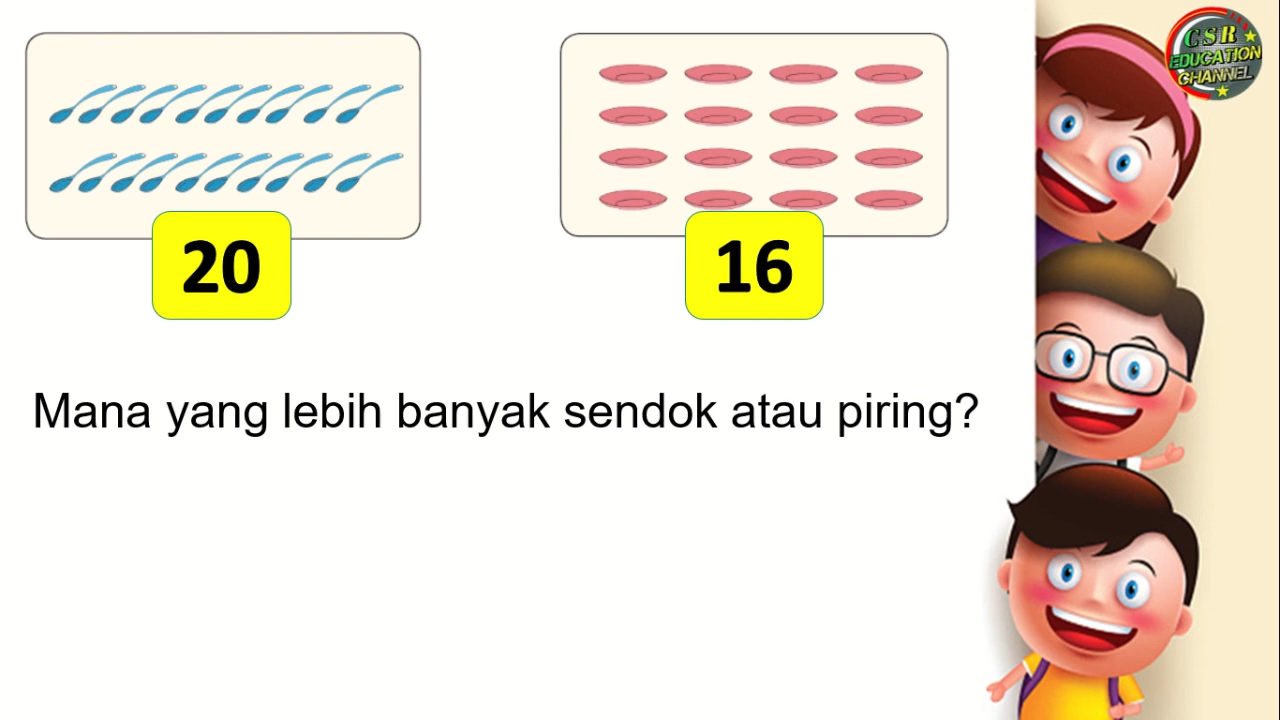 20
16
Mana yang lebih banyak sendok atau piring?
CSR
EDUCATION
CHANNEL